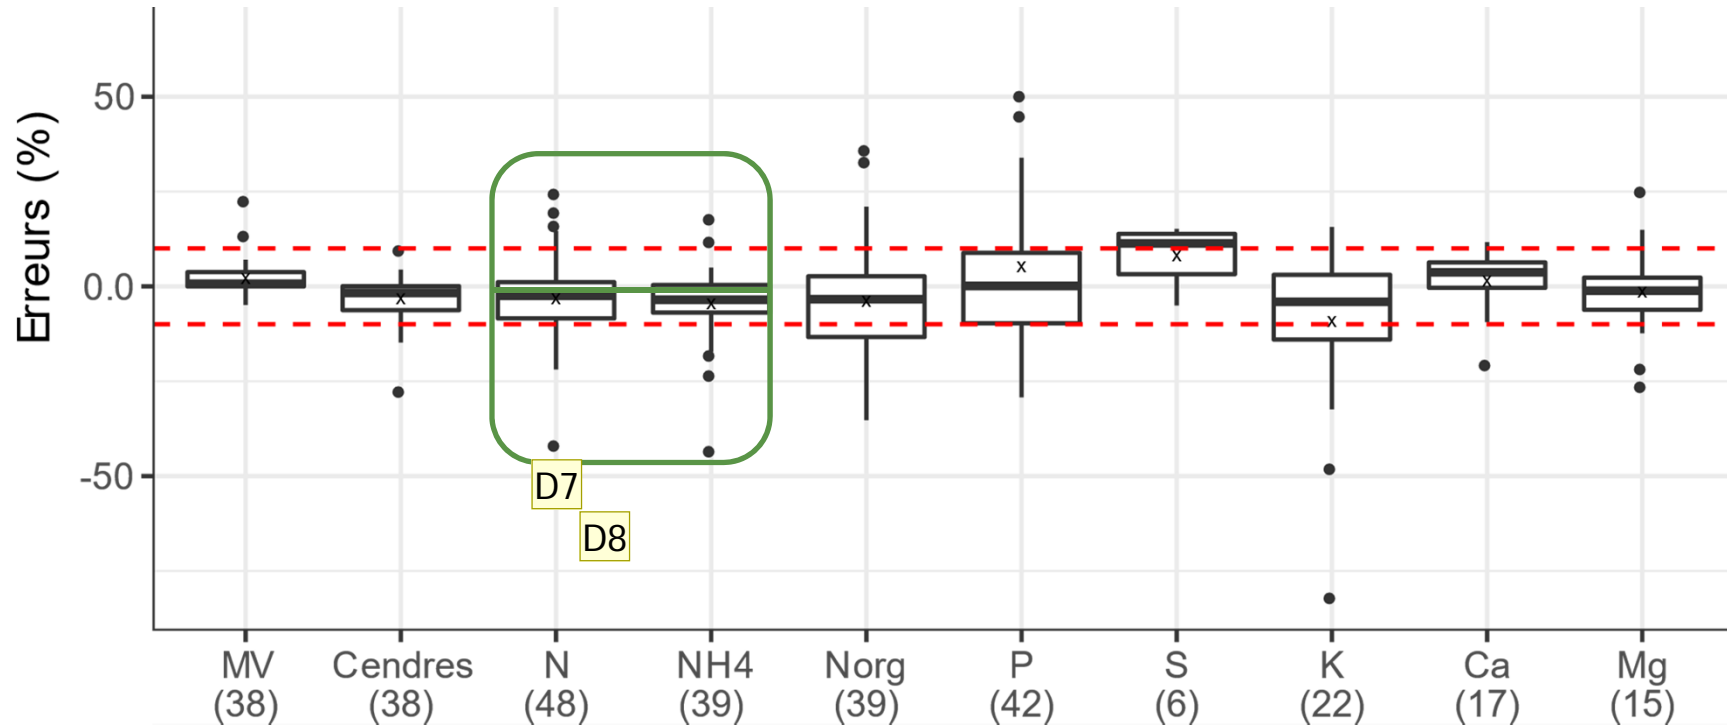 Erreurs (%)
50
0.0
-50
D7
D8
MV Cendres N NH4 Norg P S K Ca Mg
(38) (38) (48) (39) (39) (42) (6) (22) (17) (15)
x x x x x x x x x x